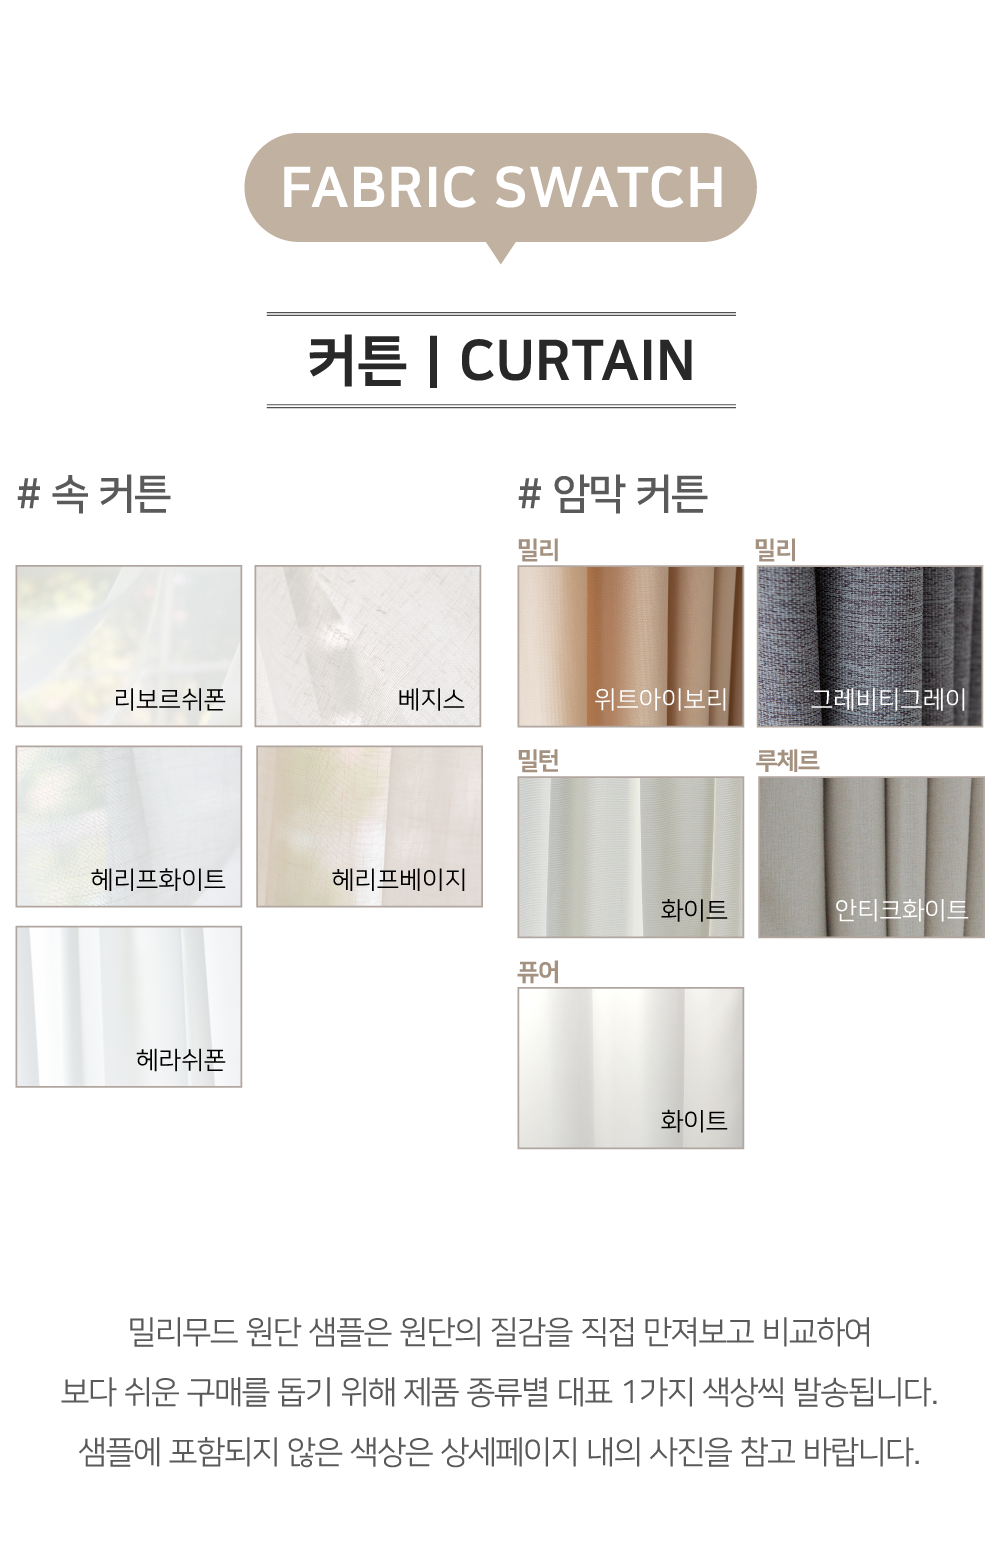 FABRIC SWATCH
커튼 | CURTAIN
# 속 커튼
리보르쉬폰
베지스
헤리프화이트
헤리프베이지
헤라쉬폰
# 암막 커튼
밀리
위트아이보리
밀리
그레비티그레이
밀턴
화이트
루체르
안티크화이트
퓨어
화이트
밀리무드 원단 샘플은 원단의 질감을 직접 만져보고 비교하여
보다 쉬운 구매를 돕기 위해 제품 종류별 대표 1가지 색상씩 발송됩니다.
샘플에 포함되지 않은 색상은 상세페이지 내의 사진을 참고 바랍니다.